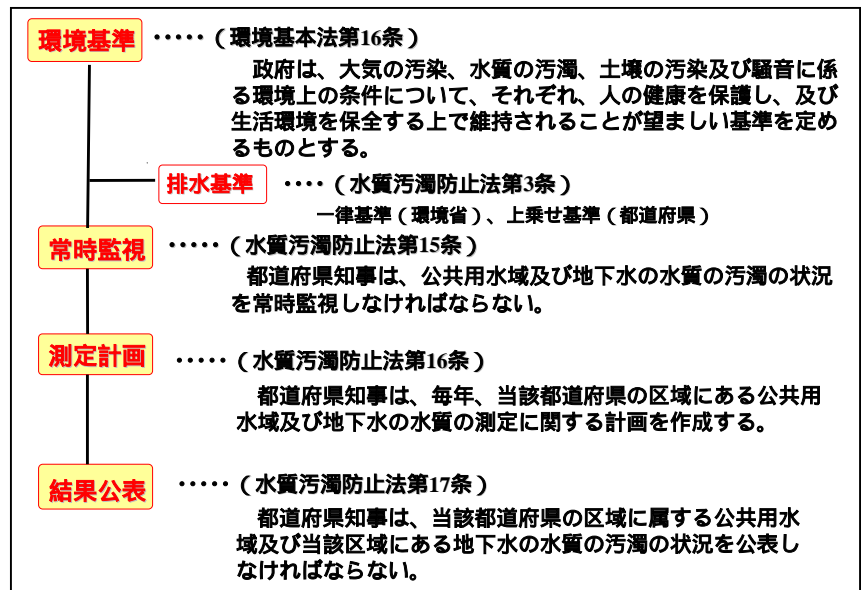 環境基準 ‥‥‥（環境基本法第16条）
政府は、大気の汚染、水質の汚濁、土壌の汚染及び騒音に係
る環境上の条件について、それぞれ、人の健康を保護し、及び
生活環境を保全する上で維持されることが望ましい基準を定め
るものとする。
排水基準 ‥‥（水質汚濁防止法第3条）
一律基準（環境省）、上乗せ基準（都道府県）
常時監視 ‥‥‥（水質汚濁防止法第15条）
都道府県知事は、公共用水域及び地下水の水質の汚濁の状況
を常時監視しなければならない。
測定計画 ‥‥‥（水質汚濁防止法第16条）
都道府県知事は、毎年、当該都道府県の区域にある公共用
水域及び地下水の水質の測定に関する計画を作成する。
結果公表 ‥‥‥（水質汚濁防止法第17条）
都道府県知事は、当該都道府県の区域に属する公共用水
域及び当該区域にある地下水の水質の汚濁の状況を公表し
なければならない。